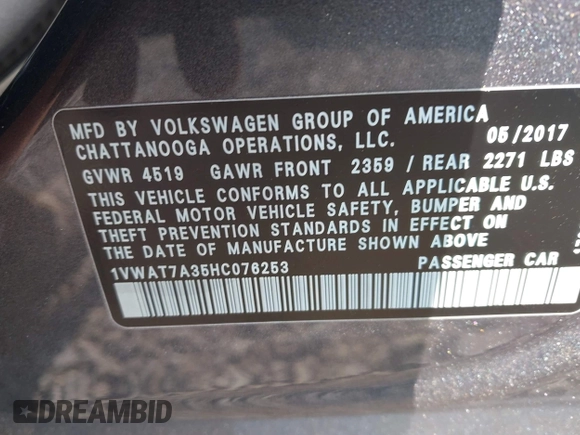 MFD BY VOLKSWAGEN GROUP OF AMERICA
CHATTANOOGA OPERATIONS, LLC. 05/2017
GVWR 4519 GAWR FRONT 2359 / REAR 2271 LBS
THIS VEHICLE CONFORMS TO ALL APPLICABLE U.S.
FEDERAL MOTOR VEHICLE SAFETY, BUMPER AND
THEFT PREVENTION STANDARDS IN EFFECT ON
THE DATE OF MANUFACTURE SHOWN ABOVE
1VWAT7A35HC076253 PASSENGER CAR
DREAMBID